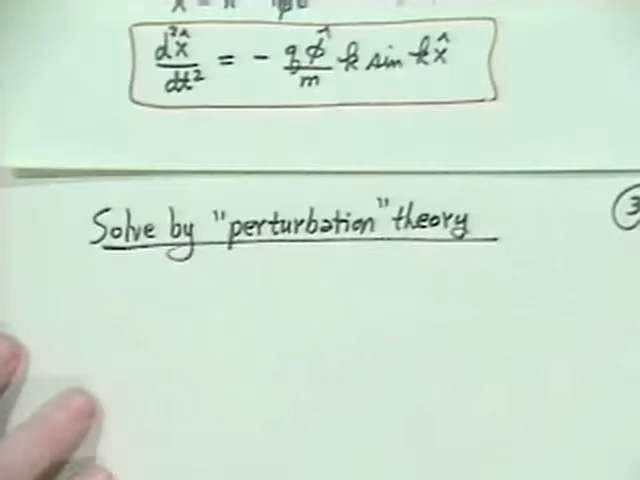 d²x̂/dt² = - qφ̂/m k sin kx̂
Solve by "perturbation" theory
3